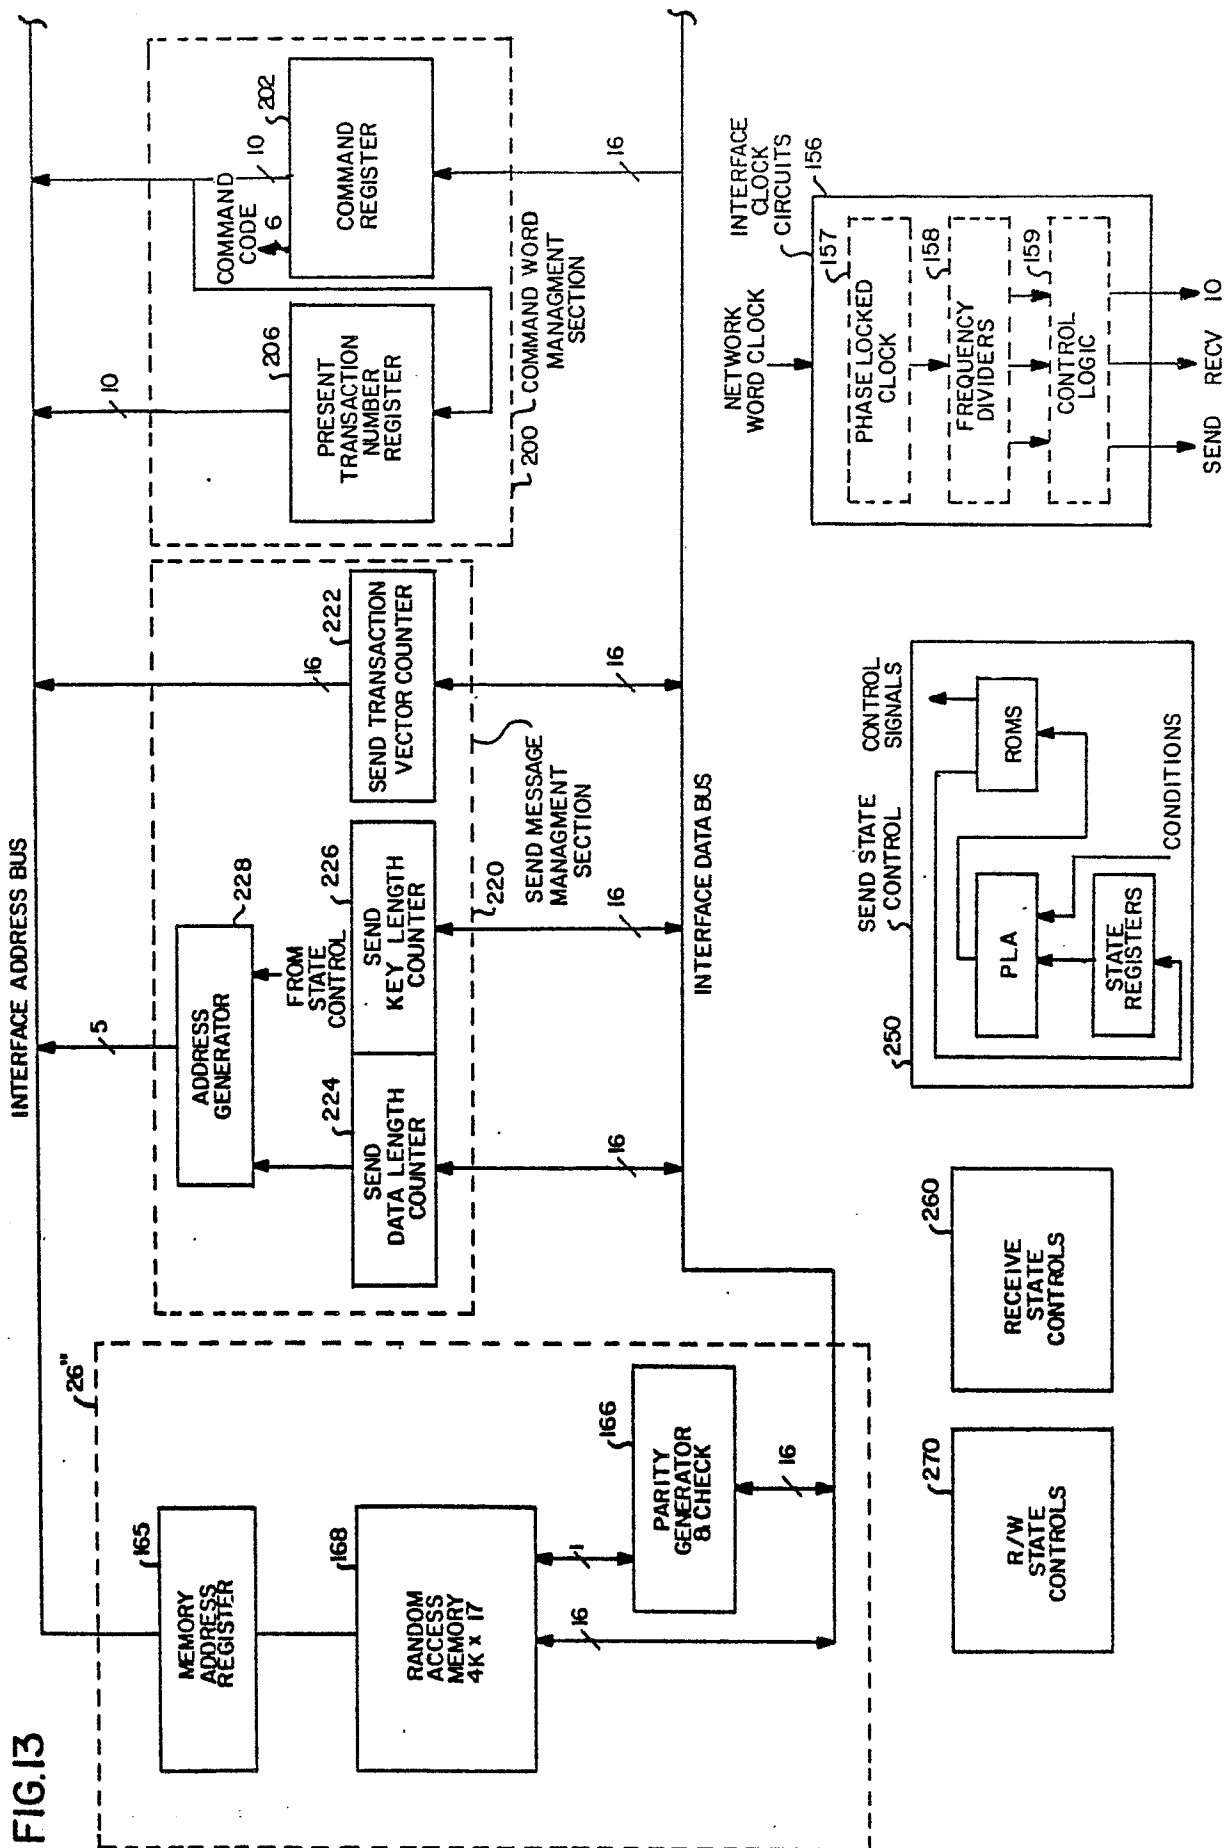 FIG.13
INTERFACE ADDRESS BUS
26"
165
MEMORY
ADDRESS
REGISTER
168
RANDOM
ACCESS
MEMORY
4K x 17
16
1
166
PARITY
GENERATOR
& CHECK
16
5
228
ADDRESS
GENERATOR
FROM
STATE
CONTROL
224
SEND
DATA LENGTH
COUNTER
226
SEND
KEY LENGTH
COUNTER
16
222
SEND TRANSACTION
VECTOR COUNTER
16
16
16
220
SEND MESSAGE
MANAGMENT
SECTION
10
206
PRESENT
TRANSACTION
NUMBER
REGISTER
COMMAND
CODE
6
10
202
COMMAND
REGISTER
16
200 COMMAND WORD
MANAGMENT
SECTION
INTERFACE DATA BUS
270
R/W
STATE
CONTROLS
260
RECEIVE
STATE
CONTROLS
250
SEND STATE
CONTROL
CONTROL
SIGNALS
PLA
ROMS
STATE
REGISTERS
CONDITIONS
NETWORK
WORD CLOCK
INTERFACE
CLOCK
CIRCUITS
156
157
PHASE LOCKED
CLOCK
158
FREQUENCY
DIVIDERS
159
CONTROL
LOGIC
SEND
RECV
IO